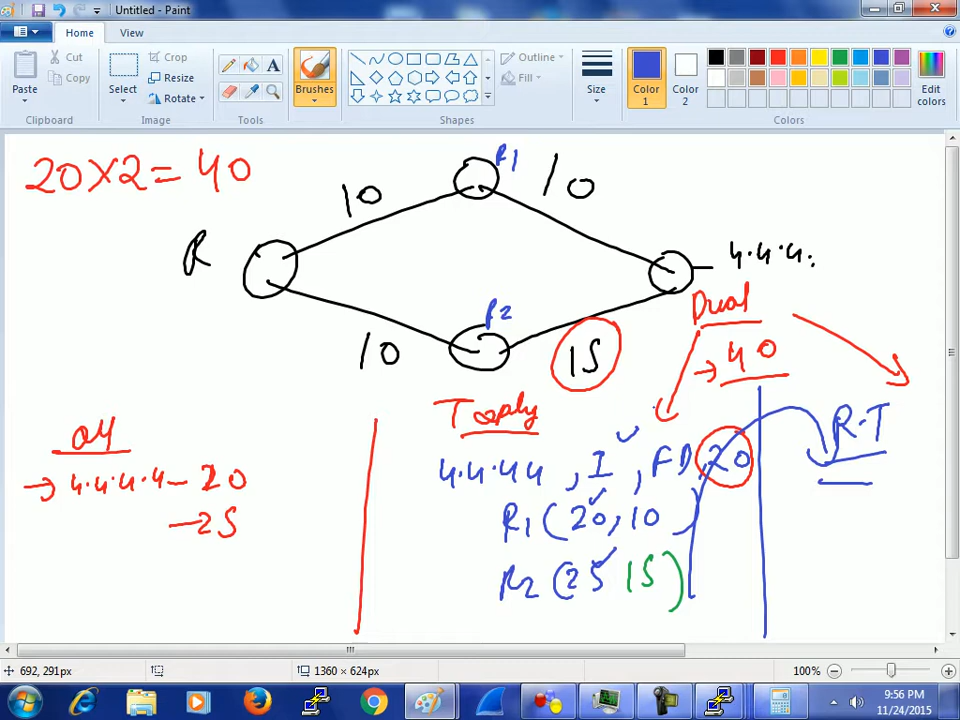 Untitled - Paint
Home
View
Cut
Copy
Paste
Clipboard
Select
Crop
Resize
Rotate
Image
Tools
Brushes
Shapes
Outline
Fill
Size
Color 1
Color 2
Edit colors
Colors
20X2=40
10
R1
10
R
4.4.4.
R2
Dual
10
15
→40
R.T
4.4.4.4 - 20
- 25
4.4.44, I, FD, 20
R1 (20, 10)
R2 (25 15)
692, 291px
1360 × 624px
100%
9:56 PM
11/24/2015